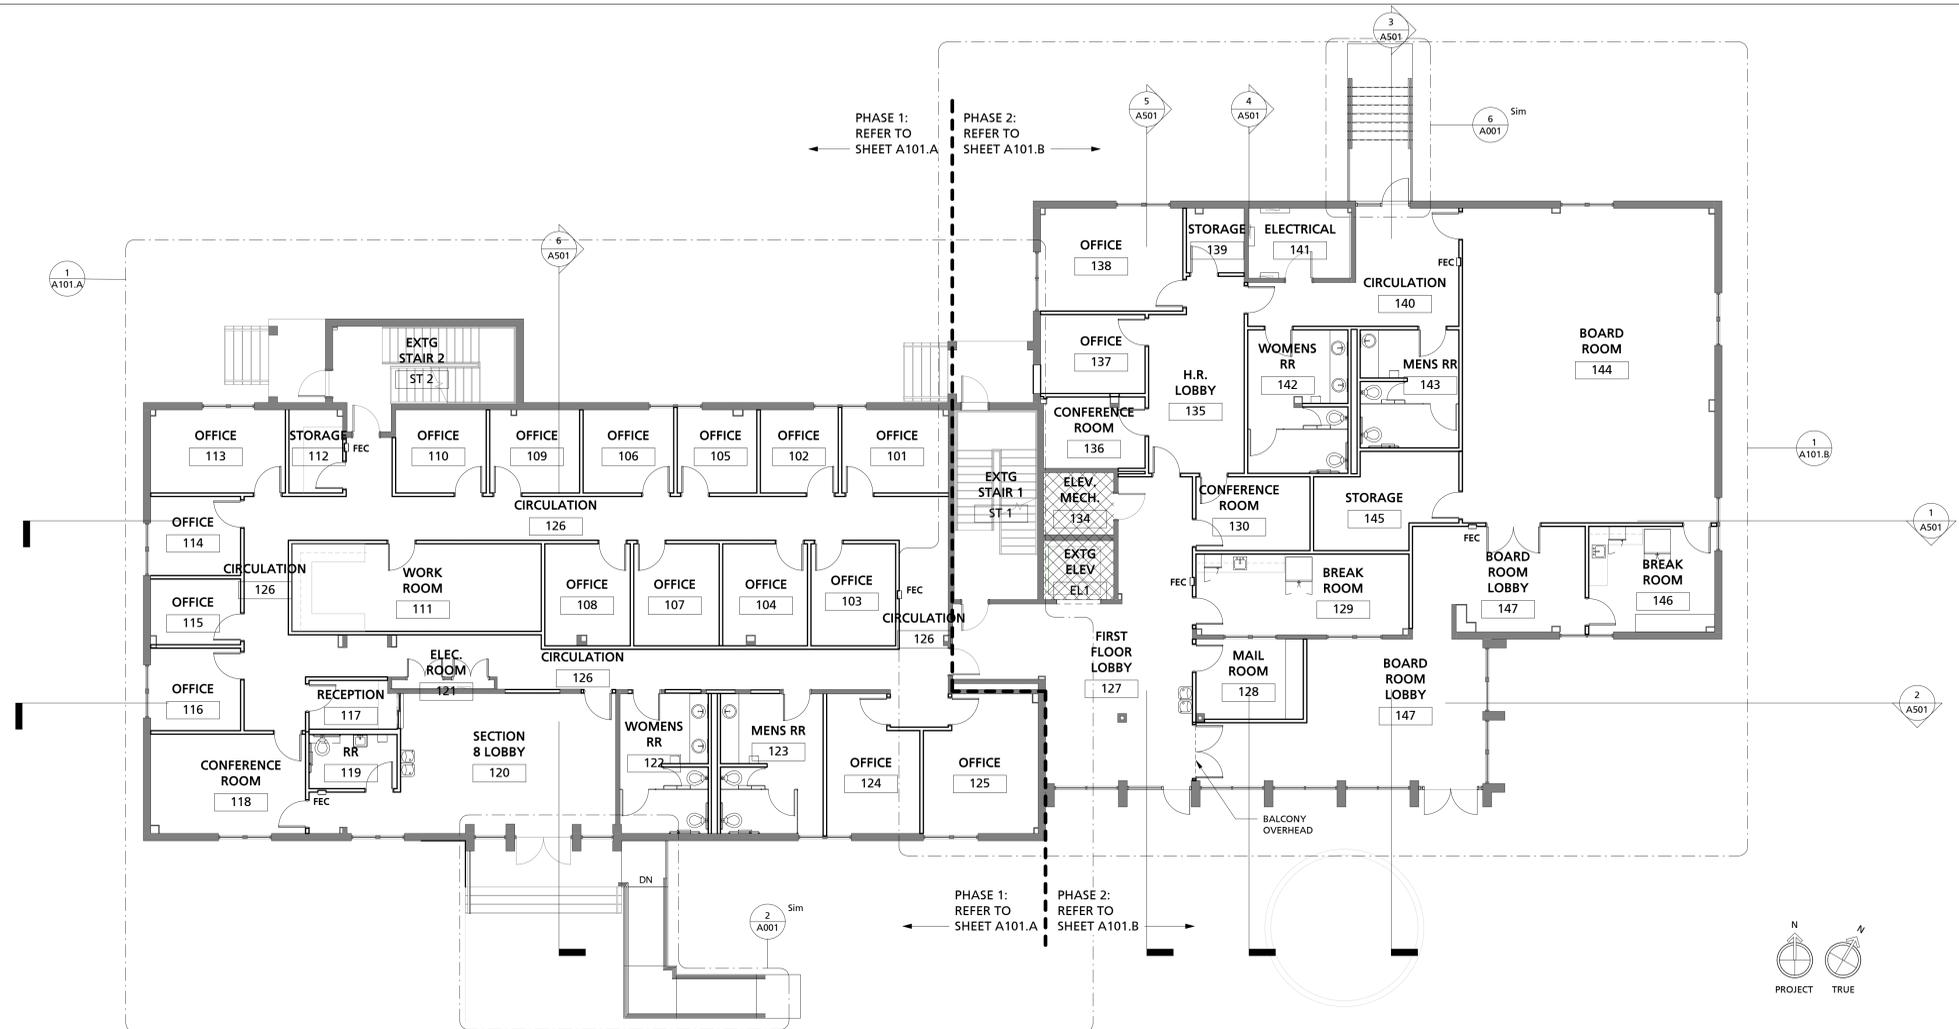 3
A501
5
A501
4
A501
6
A001
Sim
PHASE 1:
REFER TO
SHEET A101.A
PHASE 2:
REFER TO
SHEET A101.B
6
A501
1
A101.A
OFFICE
138
STORAGE
139
ELECTRICAL
141
FEC
CIRCULATION
140
BOARD
ROOM
144
EXTG
STAIR 2
ST 2
OFFICE
137
H.R.
LOBBY
135
WOMENS
RR
142
MENS RR
143
CONFERENCE
ROOM
136
1
A101.B
OFFICE
113
STORAGE
112
FEC
OFFICE
110
OFFICE
109
OFFICE
106
OFFICE
105
OFFICE
102
OFFICE
101
EXTG
STAIR 1
ST 1
ELEV.
MECH.
134
CONFERENCE
ROOM
130
STORAGE
145
CIRCULATION
126
OFFICE
114
1
A501
FEC
CIRCULATION
126
WORK
ROOM
111
OFFICE
108
OFFICE
107
OFFICE
104
OFFICE
103
FEC
EXTG
ELEV
EL1
FEC
BREAK
ROOM
129
BOARD
ROOM
LOBBY
147
BREAK
ROOM
146
OFFICE
115
CIRCULATION
126
FIRST
FLOOR
LOBBY
127
ELEC.
ROOM
121
CIRCULATION
126
MAIL
ROOM
128
BOARD
ROOM
LOBBY
147
OFFICE
116
RECEPTION
117
2
A501
CONFERENCE
ROOM
118
RR
119
FEC
SECTION
8 LOBBY
120
WOMENS
RR
122
MENS RR
123
OFFICE
124
OFFICE
125
BALCONY
OVERHEAD
DN
2
A001
Sim
PHASE 1:
REFER TO
SHEET A101.A
PHASE 2:
REFER TO
SHEET A101.B
N
N
PROJECT
TRUE